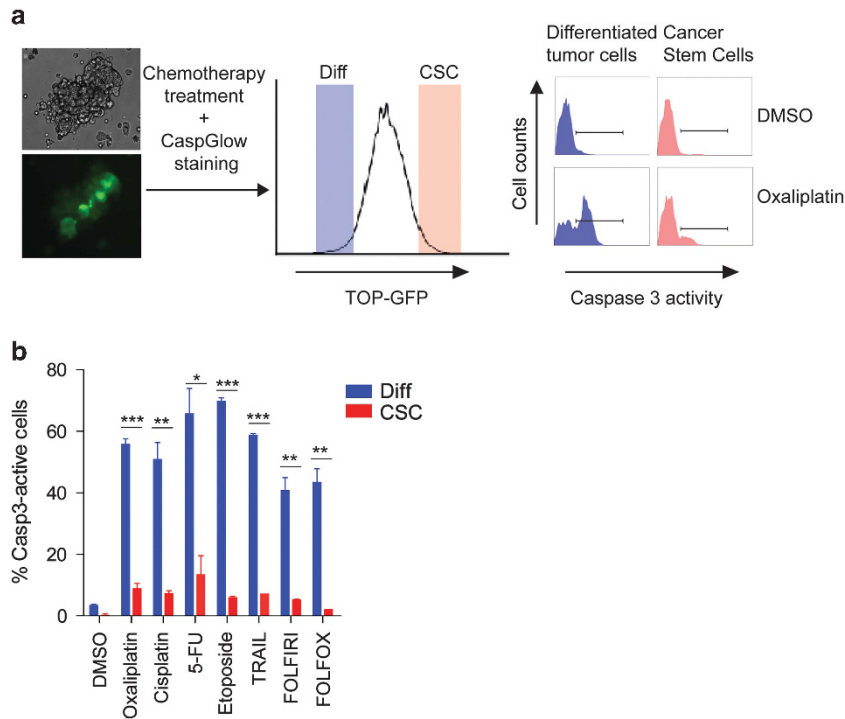 a
Chemotherapy
treatment
+
CaspGlow
staining
Diff
CSC
TOP-GFP
Differentiated
tumor cells
Cancer
Stem Cells
Cell counts
DMSO
Oxaliplatin
Caspase 3 activity
b
% Casp3-active cells
80
60
40
20
0
***
**
*
***
***
**
**
Diff
CSC
DMSO
Oxaliplatin
Cisplatin
5-FU
Etoposide
TRAIL
FOLFIRI
FOLFOX